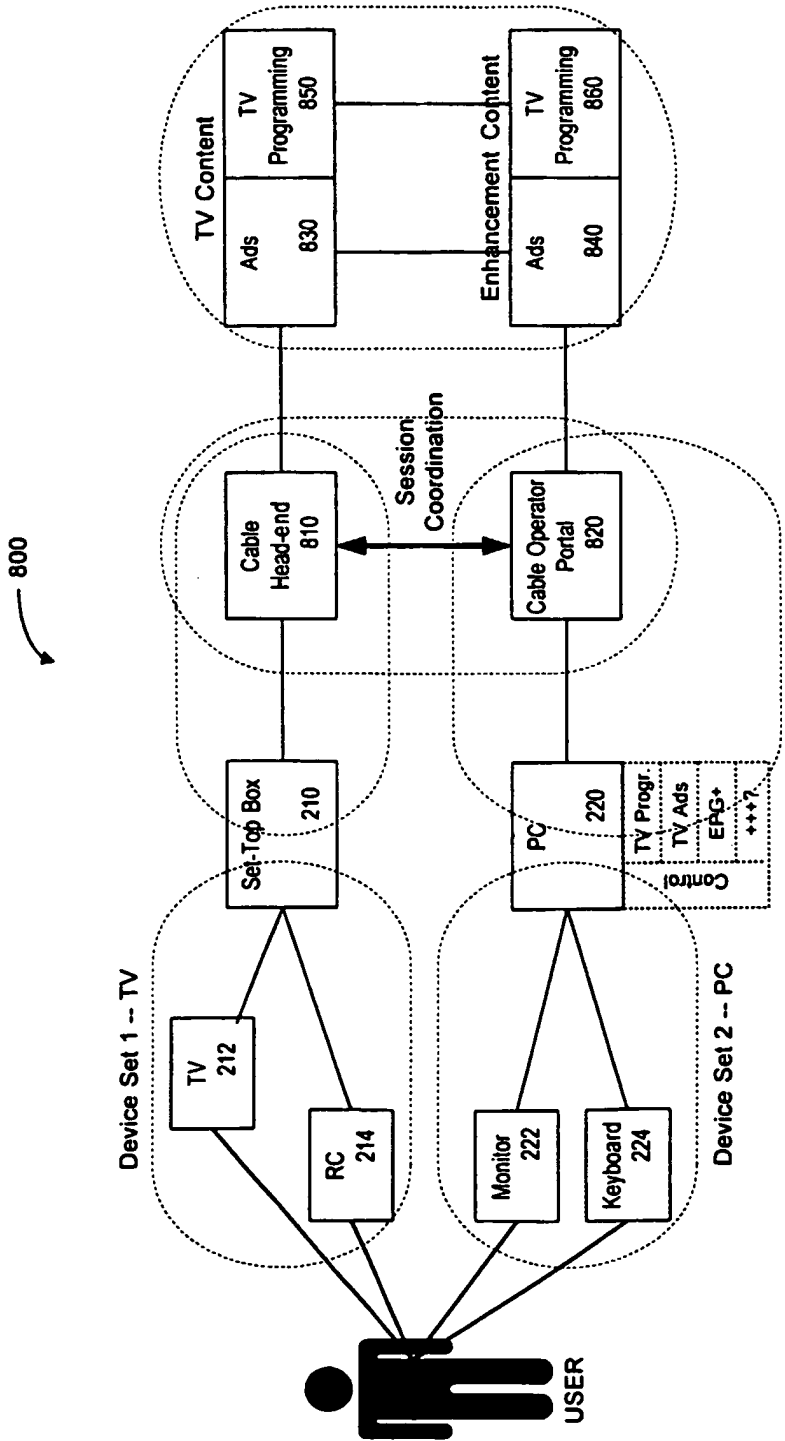 800
Device Set 1 -- TV
TV
212
RC
214
Set-Top Box
210
Cable
Head-end
810
TV Content
Ads
830
TV
Programming
850
Session
Coordination
USER
Monitor
222
Keyboard
224
Device Set 2 -- PC
PC
220
Control
TV Progr.
TV Ads
EPG+
+++?
Cable Operator
Portal
820
Enhancement Content
Ads
840
TV
Programming
860